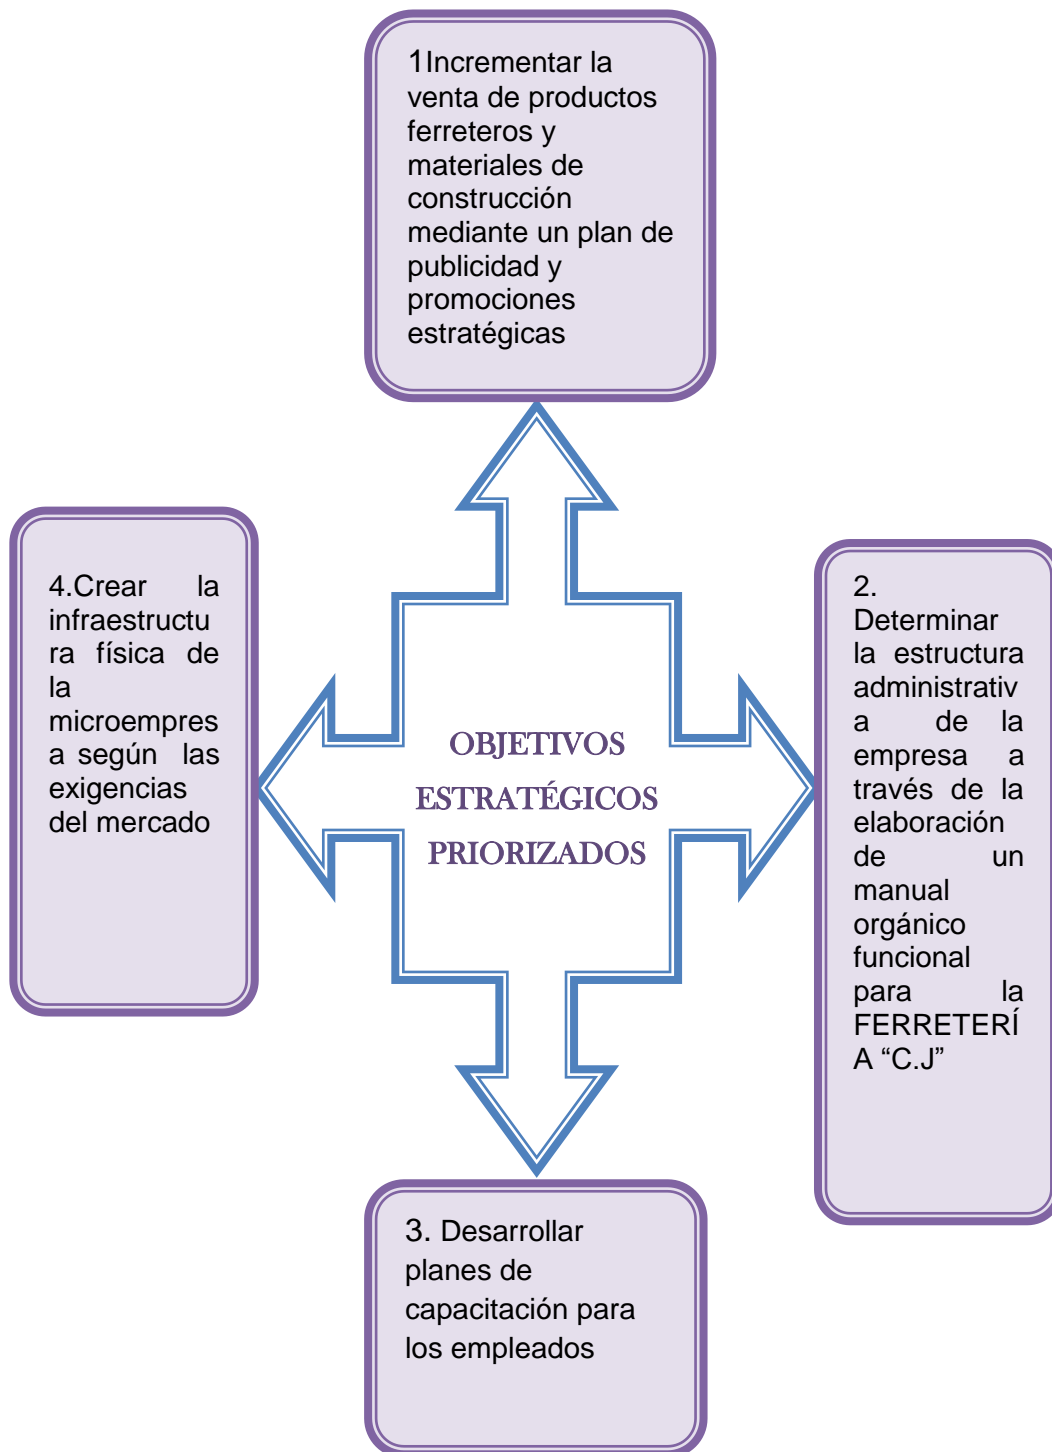 1Incrementar la
venta de productos
ferreteros y
materiales de
construcción
mediante un plan de
publicidad y
promociones
estratégicas
4.Crear la
infraestructu
ra física de
la
microempres
a según las
exigencias
del mercado
OBJETIVOS
ESTRATÉGICOS
PRIORIZADOS
2.
Determinar
la estructura
administrativ
a de la
empresa a
través de la
elaboración
de un
manual
orgánico
funcional
para la
FERRETERÍ
A “C.J”
3. Desarrollar
planes de
capacitación para
los empleados